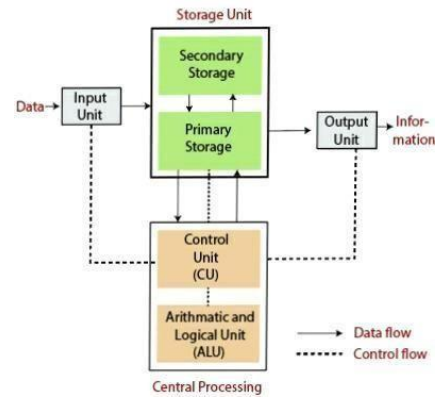 Storage Unit
Secondary
Storage
Data
Input
Unit
Primary
Storage
Output
Unit
Infor-
mation
Control
Unit
(CU)
Arithmatic and
Logical Unit
(ALU)
Data flow
Control flow
Central Processing